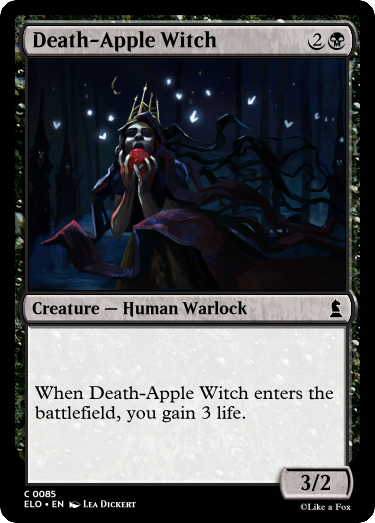 Death-Apple Witch 2
Creature — Human Warlock
When Death-Apple Witch enters the
battlefield, you gain 3 life.
3/2
C 0085
ELO • EN Lea Dickert
©Like a Fox